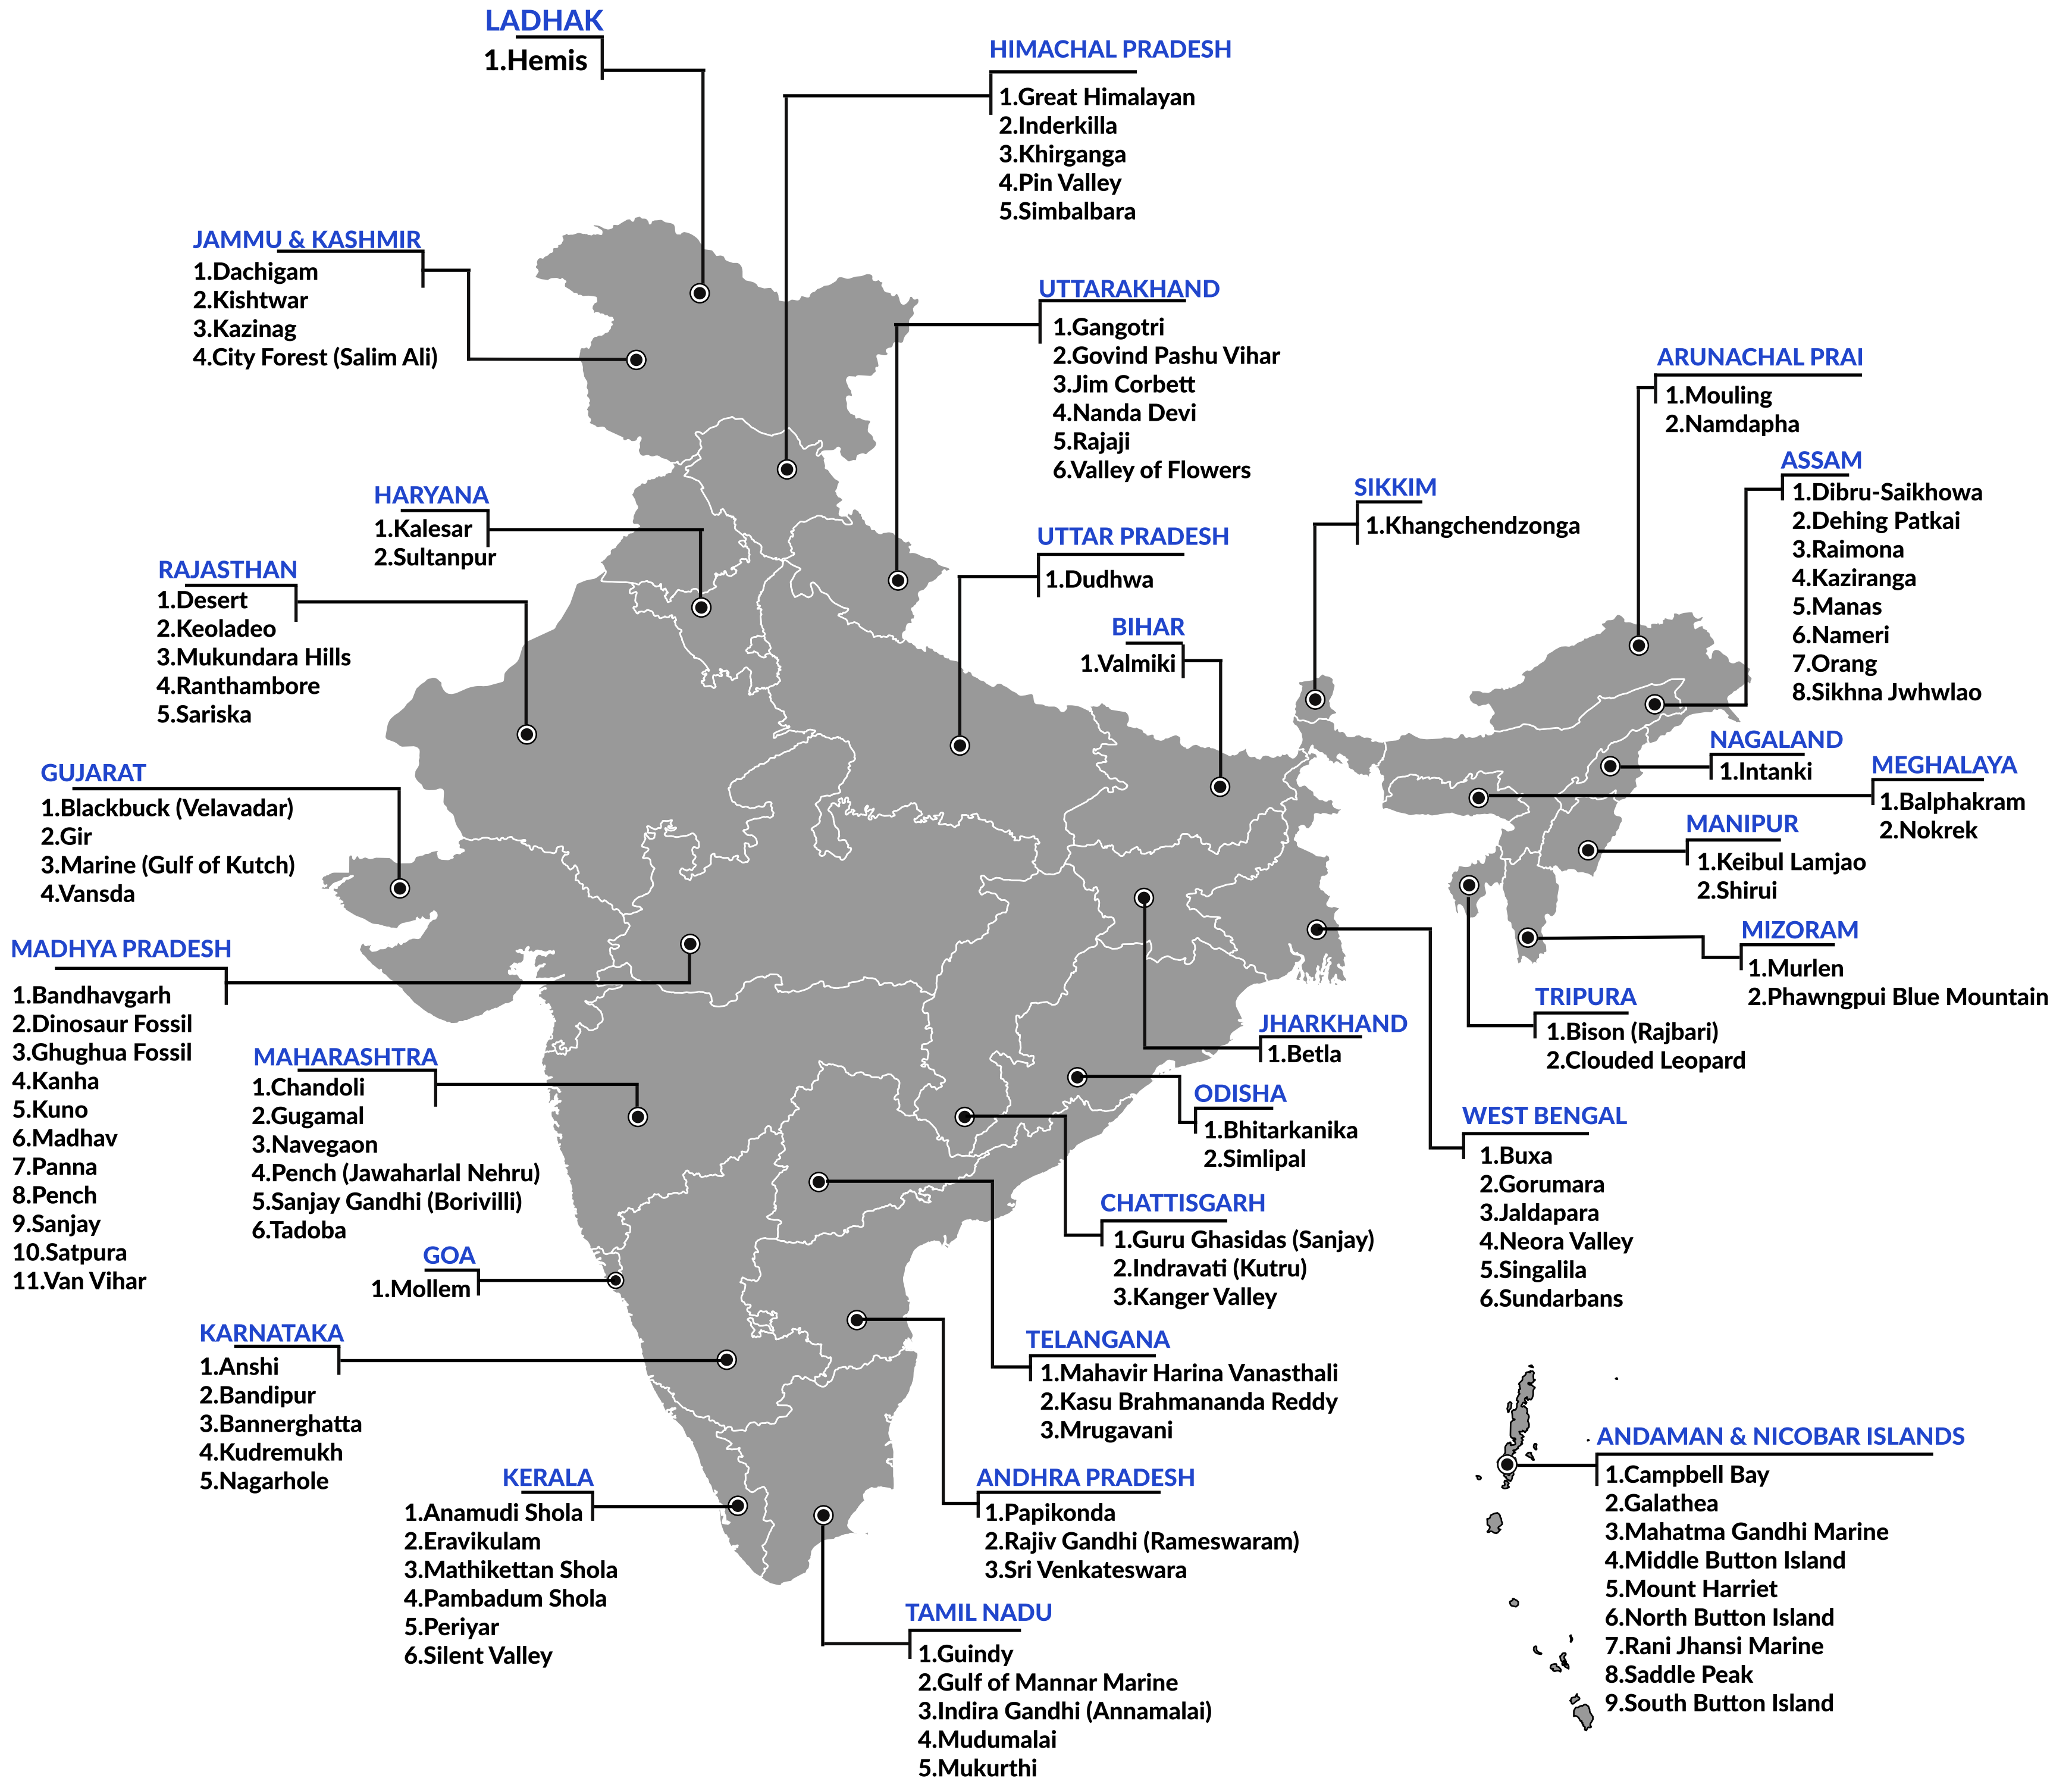 LADHAK
1.Hemis
HIMACHAL PRADESH
1.Great Himalayan
2.Inderkilla
3.Khirganga
4.Pin Valley
5.Simbalbara
JAMMU & KASHMIR
1.Dachigam
2.Kishtwar
3.Kazinag
4.City Forest (Salim Ali)
UTTARAKHAND
1.Gangotri
2.Govind Pashu Vihar
3.Jim Corbett
4.Nanda Devi
5.Rajaji
6.Valley of Flowers
ARUNACHAL PRAI
1.Mouling
2.Namdapha
ASSAM
1.Dibru-Saikhowa
2.Dehing Patkai
3.Raimona
4.Kaziranga
5.Manas
6.Nameri
7.Orang
8.Sikhna Jwhwlao
SIKKIM
1.Khangchendzonga
HARYANA
1.Kalesar
2.Sultanpur
UTTAR PRADESH
1.Dudhwa
RAJASTHAN
1.Desert
2.Keoladeo
3.Mukundara Hills
4.Ranthambore
5.Sariska
BIHAR
1.Valmiki
NAGALAND
1.Intanki
MEGHALAYA
1.Balphakram
2.Nokrek
GUJARAT
1.Blackbuck (Velavadar)
2.Gir
3.Marine (Gulf of Kutch)
4.Vansda
MANIPUR
1.Keibul Lamjao
2.Shirui
MIZORAM
1.Murlen
2.Phawngpui Blue Mountain
MADHYA PRADESH
1.Bandhavgarh
2.Dinosaur Fossil
3.Ghughua Fossil
4.Kanha
5.Kuno
6.Madhav
7.Panna
8.Pench
9.Sanjay
10.Satpura
11.Van Vihar
TRIPURA
1.Bison (Rajbari)
2.Clouded Leopard
JHARKHAND
1.Betla
MAHARASHTRA
1.Chandoli
2.Gugamal
3.Navegaon
4.Pench (Jawaharlal Nehru)
5.Sanjay Gandhi (Borivilli)
6.Tadoba
ODISHA
1.Bhitarkanika
2.Simlipal
WEST BENGAL
1.Buxa
2.Gorumara
3.Jaldapara
4.Neora Valley
5.Singalila
6.Sundarbans
CHATTISGARH
1.Guru Ghasidas (Sanjay)
2.Indravati (Kutru)
3.Kanger Valley
GOA
1.Mollem
KARNATAKA
1.Anshi
2.Bandipur
3.Bannerghatta
4.Kudremukh
5.Nagarhole
TELANGANA
1.Mahavir Harina Vanasthali
2.Kasu Brahmananda Reddy
3.Mrugavani
ANDAMAN & NICOBAR ISLANDS
1.Campbell Bay
2.Galathea
3.Mahatma Gandhi Marine
4.Middle Button Island
5.Mount Harriet
6.North Button Island
7.Rani Jhansi Marine
8.Saddle Peak
9.South Button Island
KERALA
1.Anamudi Shola
2.Eravikulam
3.Mathikettan Shola
4.Pambadum Shola
5.Periyar
6.Silent Valley
ANDHRA PRADESH
1.Papikonda
2.Rajiv Gandhi (Rameswaram)
3.Sri Venkateswara
TAMIL NADU
1.Guindy
2.Gulf of Mannar Marine
3.Indira Gandhi (Annamalai)
4.Mudumalai
5.Mukurthi